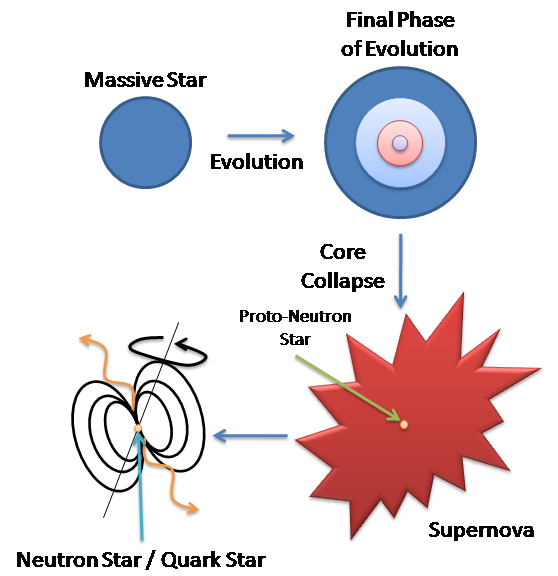 Final Phase
of Evolution
Massive Star
Evolution
Core
Collapse
Proto-Neutron
Star
Supernova
Neutron Star / Quark Star